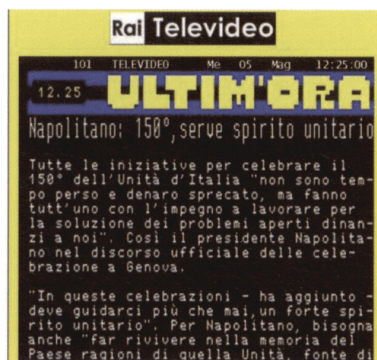 Rai Televideo
101 TELEVIDEO Me 05 Mag 12:25:00
12.25 ULTIM'ORA
Napolitano: 150°, serve spirito unitario
Tutte le iniziative per celebrare il
150° dell'Unità d'Italia "non sono tem-
po perso e denaro sprecato, ma fanno
tutt'uno con l'impegno a lavorare per
la soluzione dei problemi aperti dinan-
zi a noi". Così il presidente Napolita-
no nel discorso ufficiale delle cele-
brazione a Genova.
"In queste celebrazioni - ha aggiunto -
deve guidarci più che mai,un forte spi-
rito unitario". Per Napolitano, bisogna
anche "far rivivere nella memoria del
Paese ragioni di quella Unità, fonte di